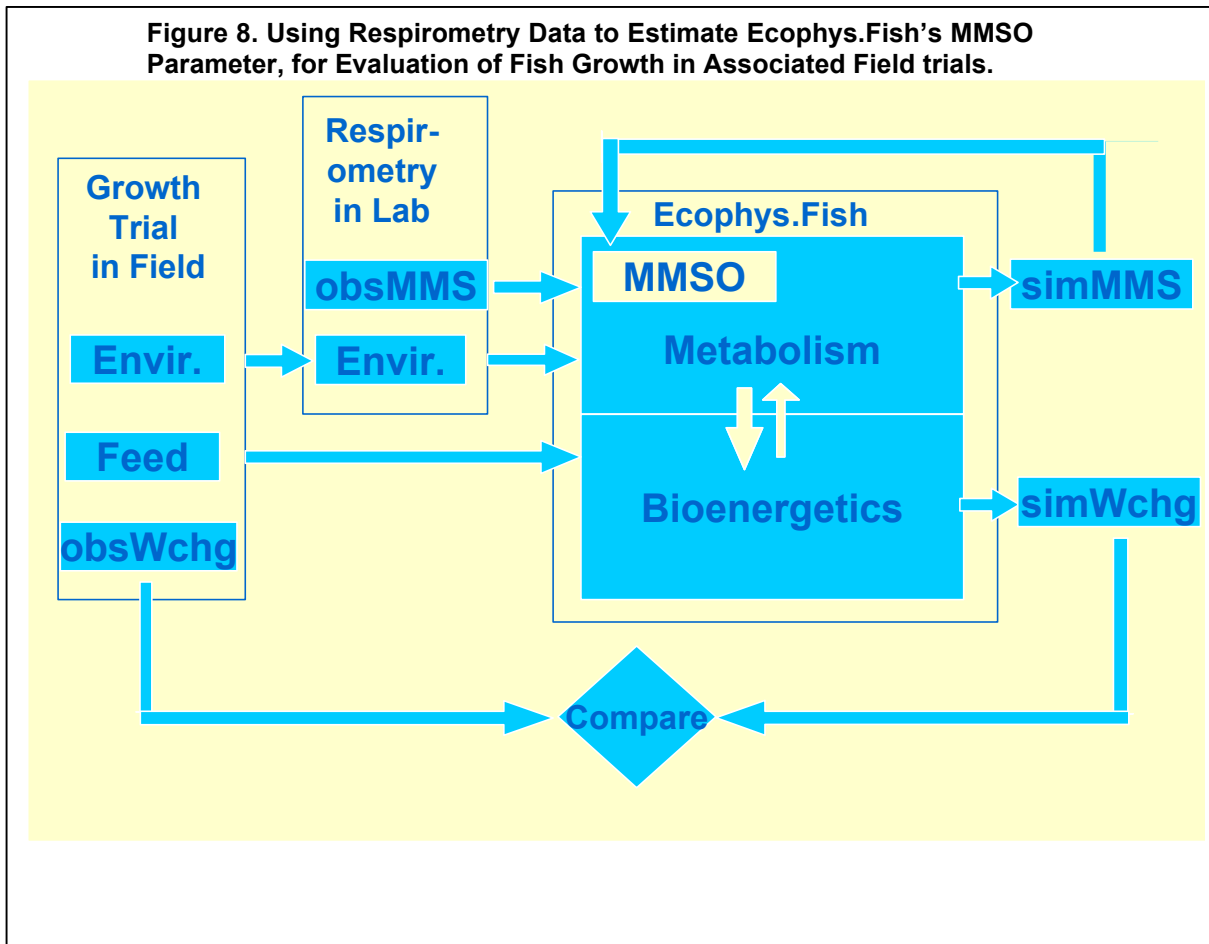 Figure 8. Using Respirometry Data to Estimate Ecophys.Fish's MMSO
Parameter, for Evaluation of Fish Growth in Associated Field trials.
Growth
Trial
in Field
Envir.
Feed
obsWchg
Respir-
ometry
in Lab
obsMMS
Envir.
Ecophys.Fish
MMSO
Metabolism
Bioenergetics
simMMS
simWchg
Compare